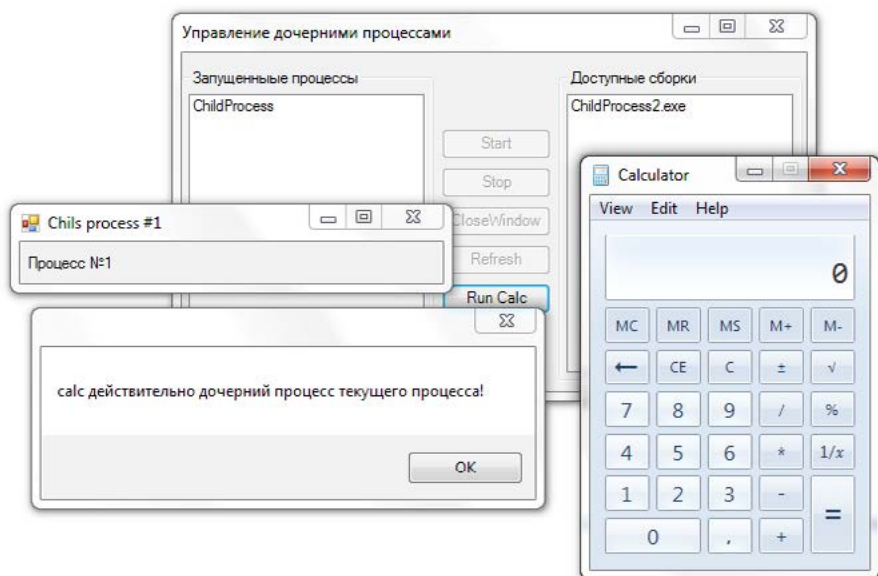 Управление дочерними процессами
Запущенныые процессы
Доступные сборки
ChildProcess
ChildProcess2.exe
Start
Stop
CloseWindow
Refresh
Run Calc
Chils process #1
Процесс №1
calc действительно дочерний процесс текущего процесса!
OK
Calculator
View Edit Help
0
MC MR MS M+ M-
← CE C ± √
7 8 9 / %
4 5 6 * 1/x
1 2 3 - =
0 , +